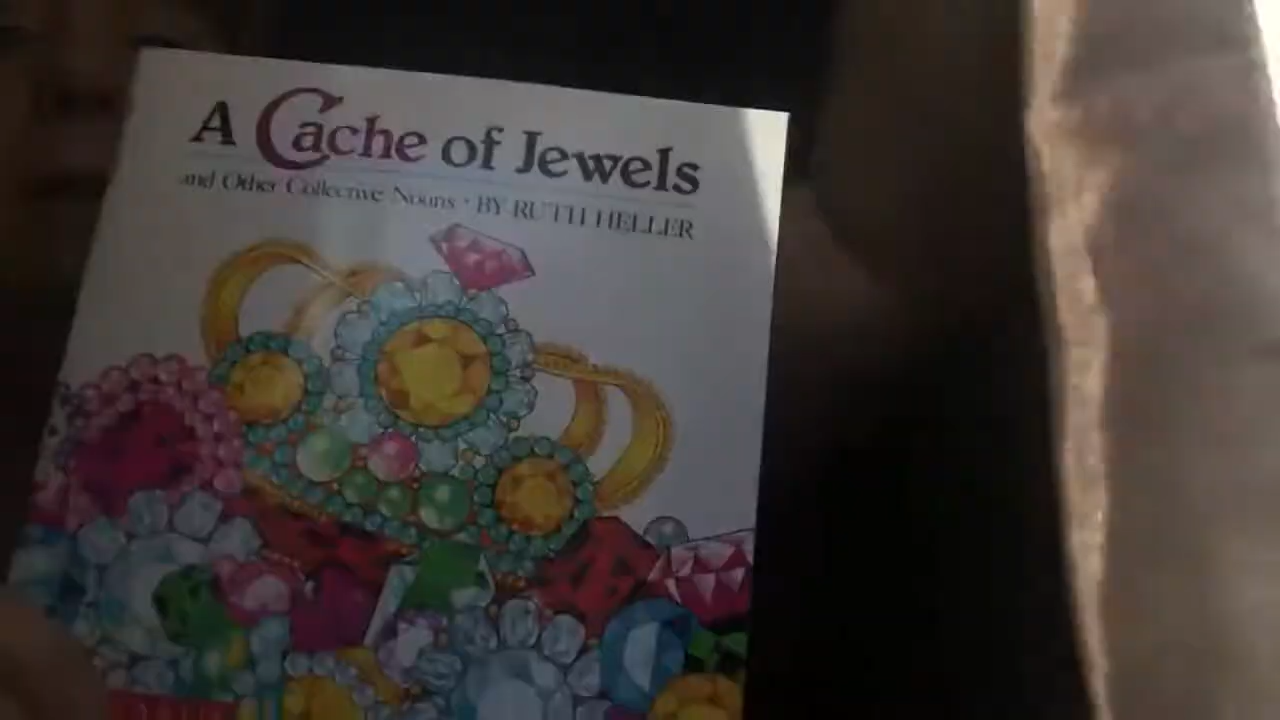 A Cache of Jewels
and Other Collective Nouns • BY RUTH HELLER